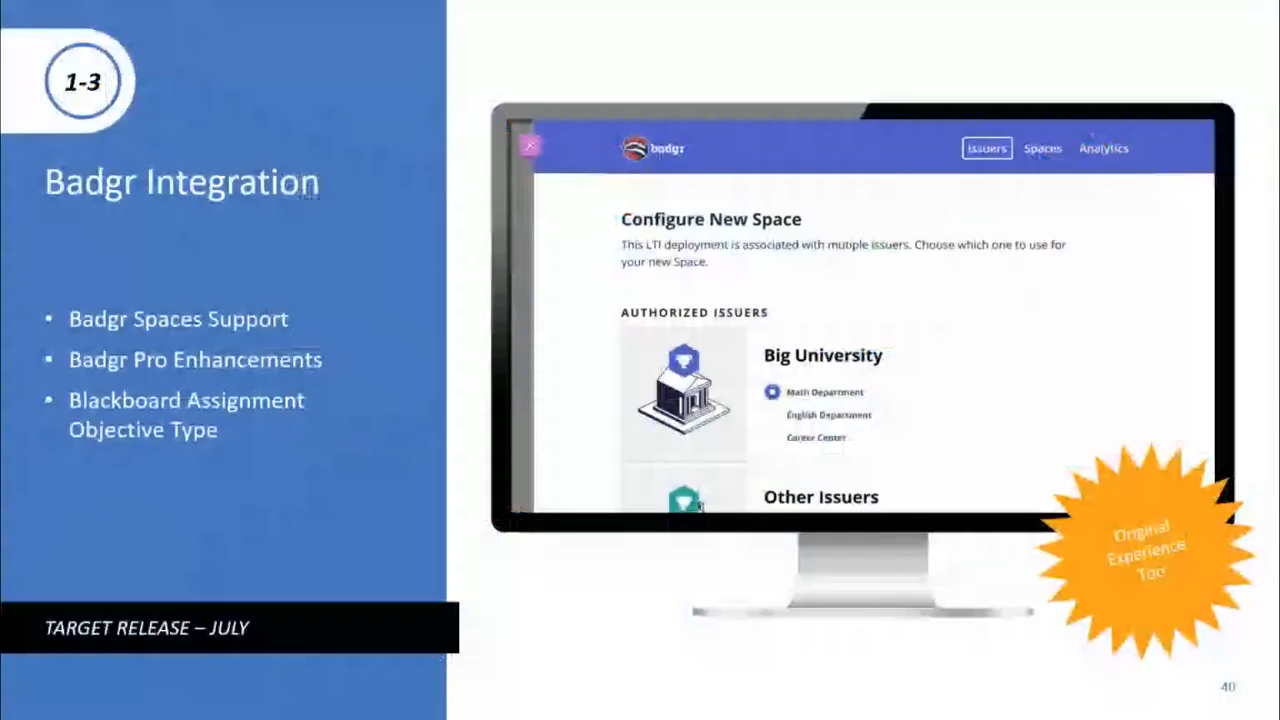 1-3
Badgr Integration
• Badgr Spaces Support
• Badgr Pro Enhancements
• Blackboard Assignment
Objective Type
TARGET RELEASE – JULY
badgr
Issuers Spaces Analytics
Configure New Space
This LTI deployment is associated with mutiple issuers. Choose which one to use for
your new Space.
AUTHORIZED ISSUERS
Big University
Math Department
English Department
Career Center
Other Issuers
Original
Experience
Too
40